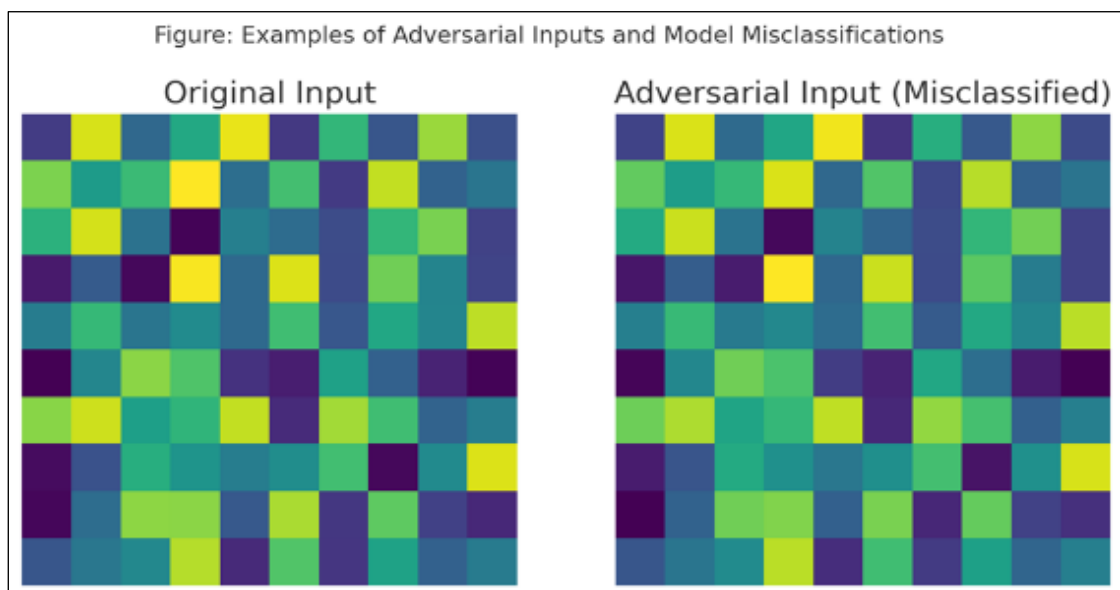 Figure: Examples of Adversarial Inputs and Model Misclassifications
Original Input
Adversarial Input (Misclassified)